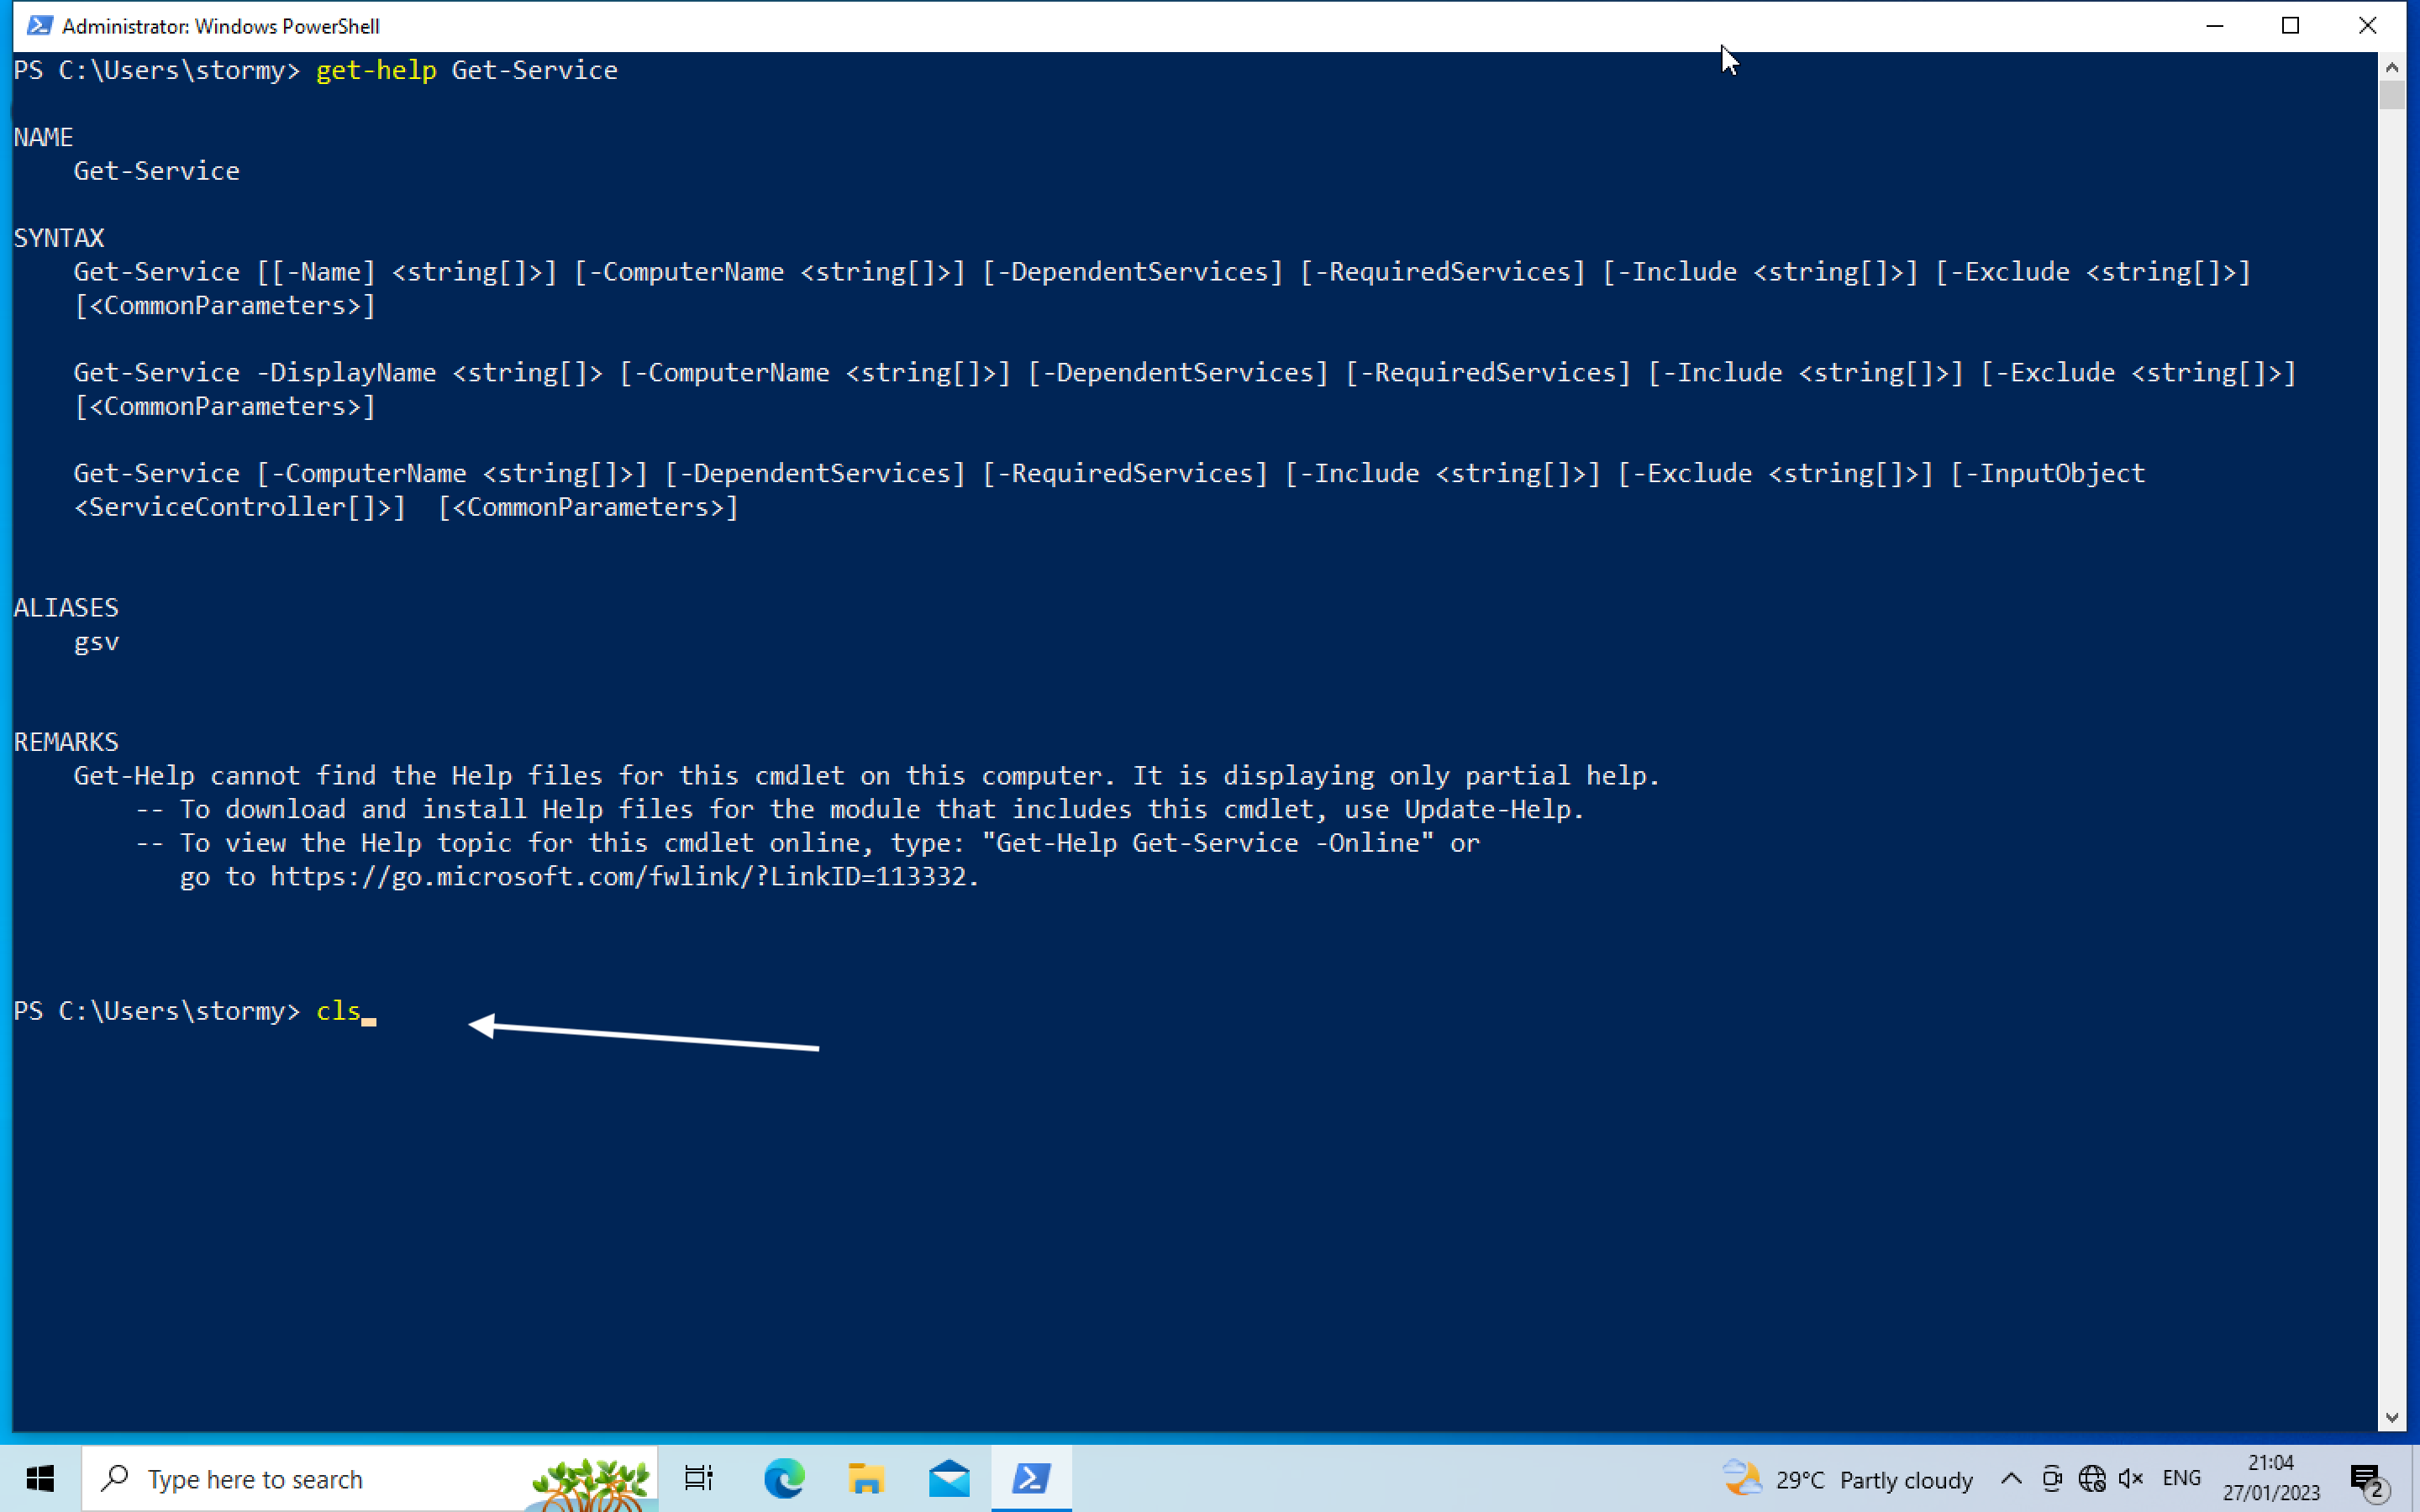 Administrator: Windows PowerShell
PS C:\Users\stormy> get-help Get-Service
NAME
Get-Service
SYNTAX
Get-Service [[-Name] <string[]>] [-ComputerName <string[]>] [-DependentServices] [-RequiredServices] [-Include <string[]>] [-Exclude <string[]>]
[<CommonParameters>]
Get-Service -DisplayName <string[]> [-ComputerName <string[]>] [-DependentServices] [-RequiredServices] [-Include <string[]>] [-Exclude <string[]>]
[<CommonParameters>]
Get-Service [-ComputerName <string[]>] [-DependentServices] [-RequiredServices] [-Include <string[]>] [-Exclude <string[]>] [-InputObject
<ServiceController[]>]  [<CommonParameters>]
ALIASES
gsv
REMARKS
Get-Help cannot find the Help files for this cmdlet on this computer. It is displaying only partial help.
-- To download and install Help files for the module that includes this cmdlet, use Update-Help.
-- To view the Help topic for this cmdlet online, type: "Get-Help Get-Service -Online" or
go to https://go.microsoft.com/fwlink/?LinkID=113332.
PS C:\Users\stormy> cls
Type here to search
29°C Partly cloudy
ENG
21:04
27/01/2023
2